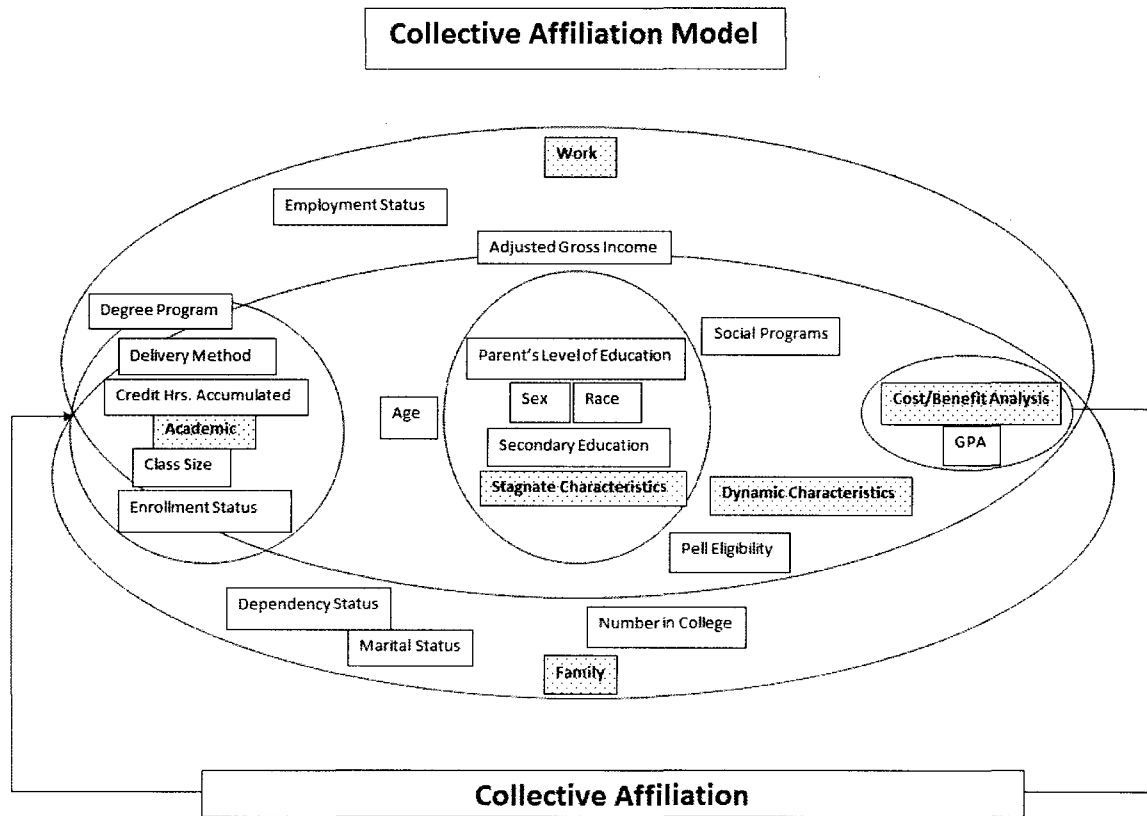 Collective Affiliation Model
Work
Employment Status
Adjusted Gross Income
Degree Program
Social Programs
Delivery Method
Parent's Level of Education
Credit Hrs. Accumulated
Sex
Race
Cost/Benefit Analysis
Age
Academic
GPA
Secondary Education
Class Size
Stagnate Characteristics
Dynamic Characteristics
Enrollment Status
Pell Eligibility
Dependency Status
Number in College
Marital Status
Family
Collective Affiliation